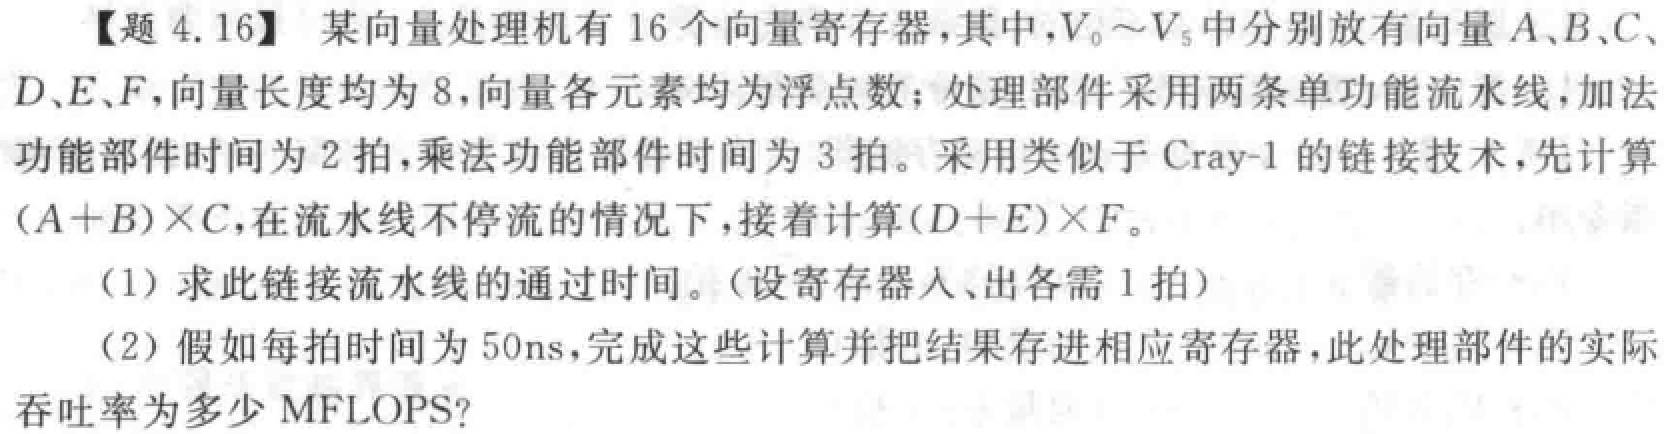 【题 4.16】 某向量处理机有 16 个向量寄存器,其中,V₀～V₅中分别放有向量 A、B、C、
D、E、F,向量长度均为 8,向量各元素均为浮点数；处理部件采用两条单功能流水线,加法
功能部件时间为 2 拍,乘法功能部件时间为 3 拍。采用类似于 Cray-1 的链接技术,先计算
(A+B)×C,在流水线不停流的情况下,接着计算(D+E)×F。
(1) 求此链接流水线的通过时间。(设寄存器入、出各需 1 拍)
(2) 假如每拍时间为 50ns,完成这些计算并把结果存进相应寄存器,此处理部件的实际
吞吐率为多少 MFLOPS?